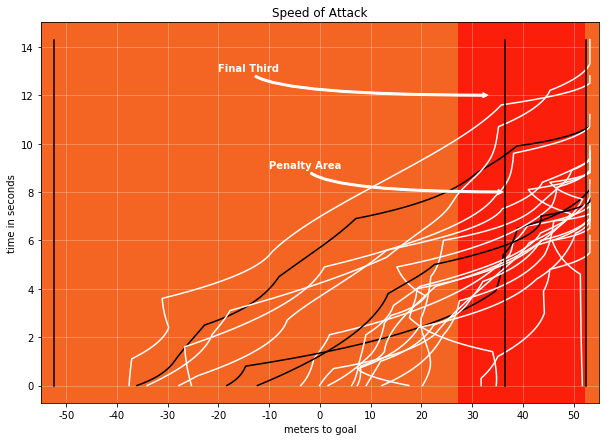 Speed of Attack
14
Final Third
12
10
Penalty Area
8
time in seconds
6
4
2
0
-50 -40 -30 -20 -10 0 10 20 30 40 50
meters to goal